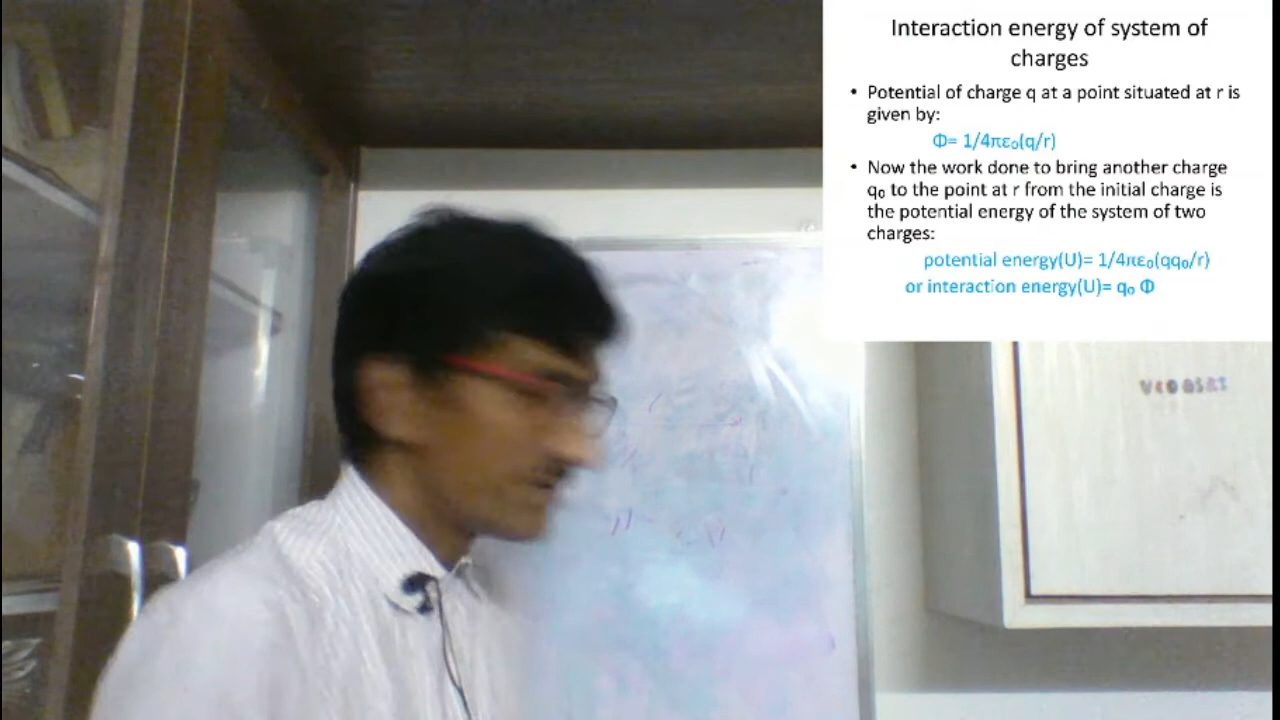 Interaction energy of system of
charges
• Potential of charge q at a point situated at r is
given by:
Φ= 1/4πε₀(q/r)
• Now the work done to bring another charge
q₀ to the point at r from the initial charge is
the potential energy of the system of two
charges:
potential energy(U)= 1/4πε₀(qq₀/r)
or interaction energy(U)= q₀ Φ